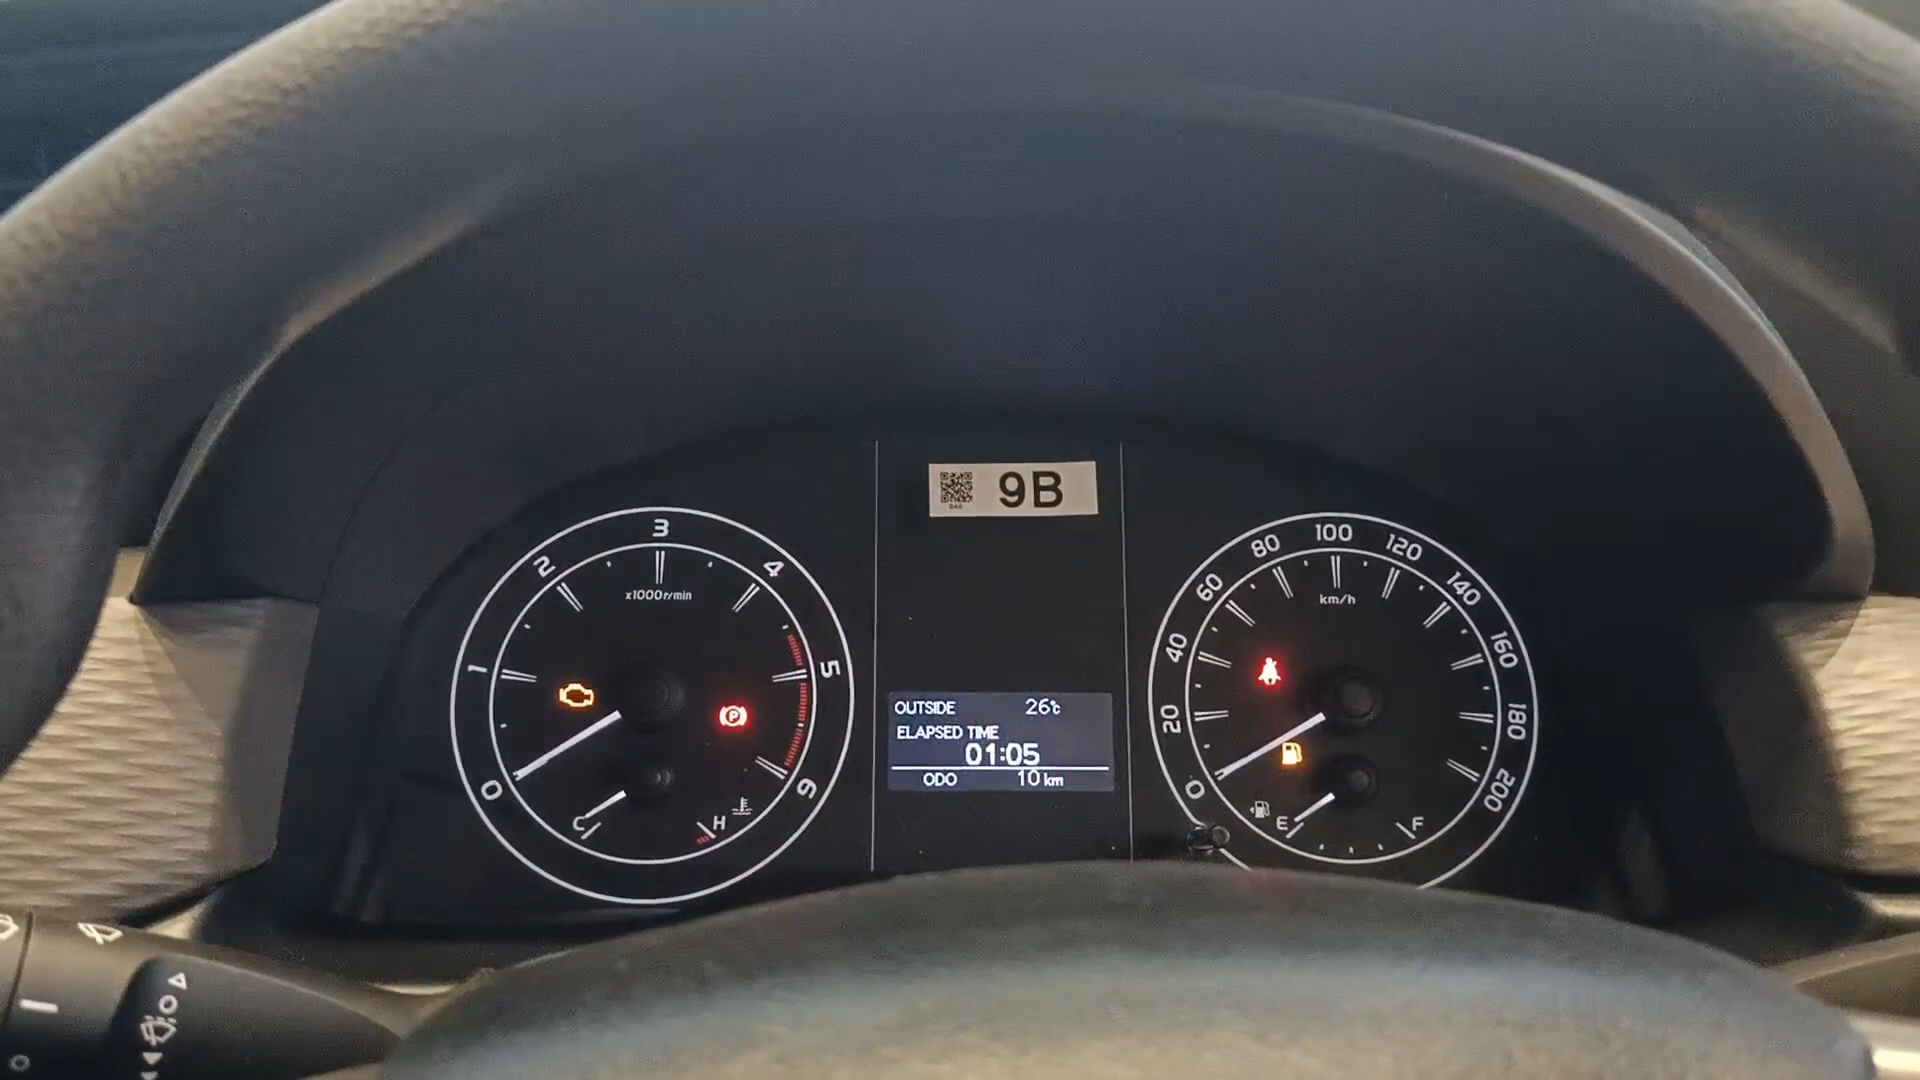 9B
0
1
2
3
4
5
6
x1000r/min
C
H
OUTSIDE 26℃
ELAPSED TIME
01:05
ODO 10 km
0
20
40
60
80
100
120
140
160
180
200
km/h
E
F
P